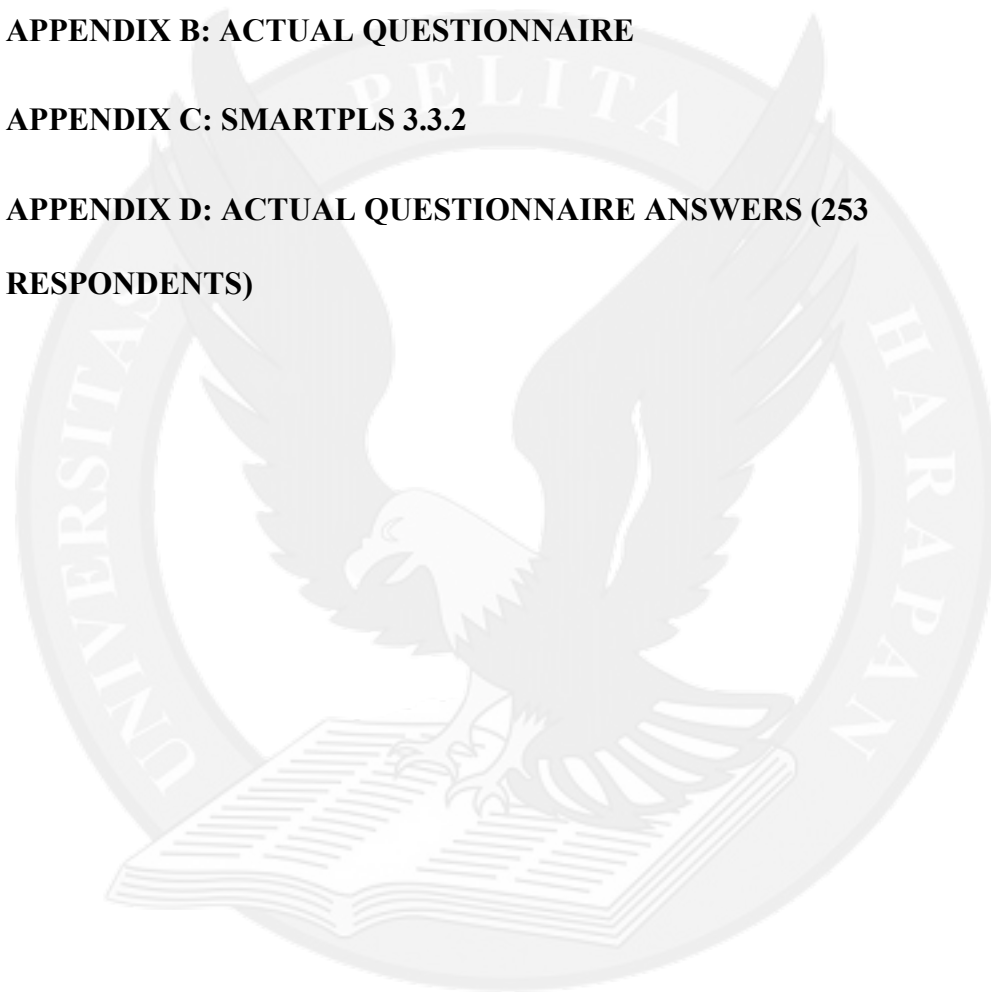 APPENDIX B: ACTUAL QUESTIONNAIRE
APPENDIX C: SMARTPLS 3.3.2
APPENDIX D: ACTUAL QUESTIONNAIRE ANSWERS (253
RESPONDENTS)
UNIVERSITAS PELITA HARAPAN